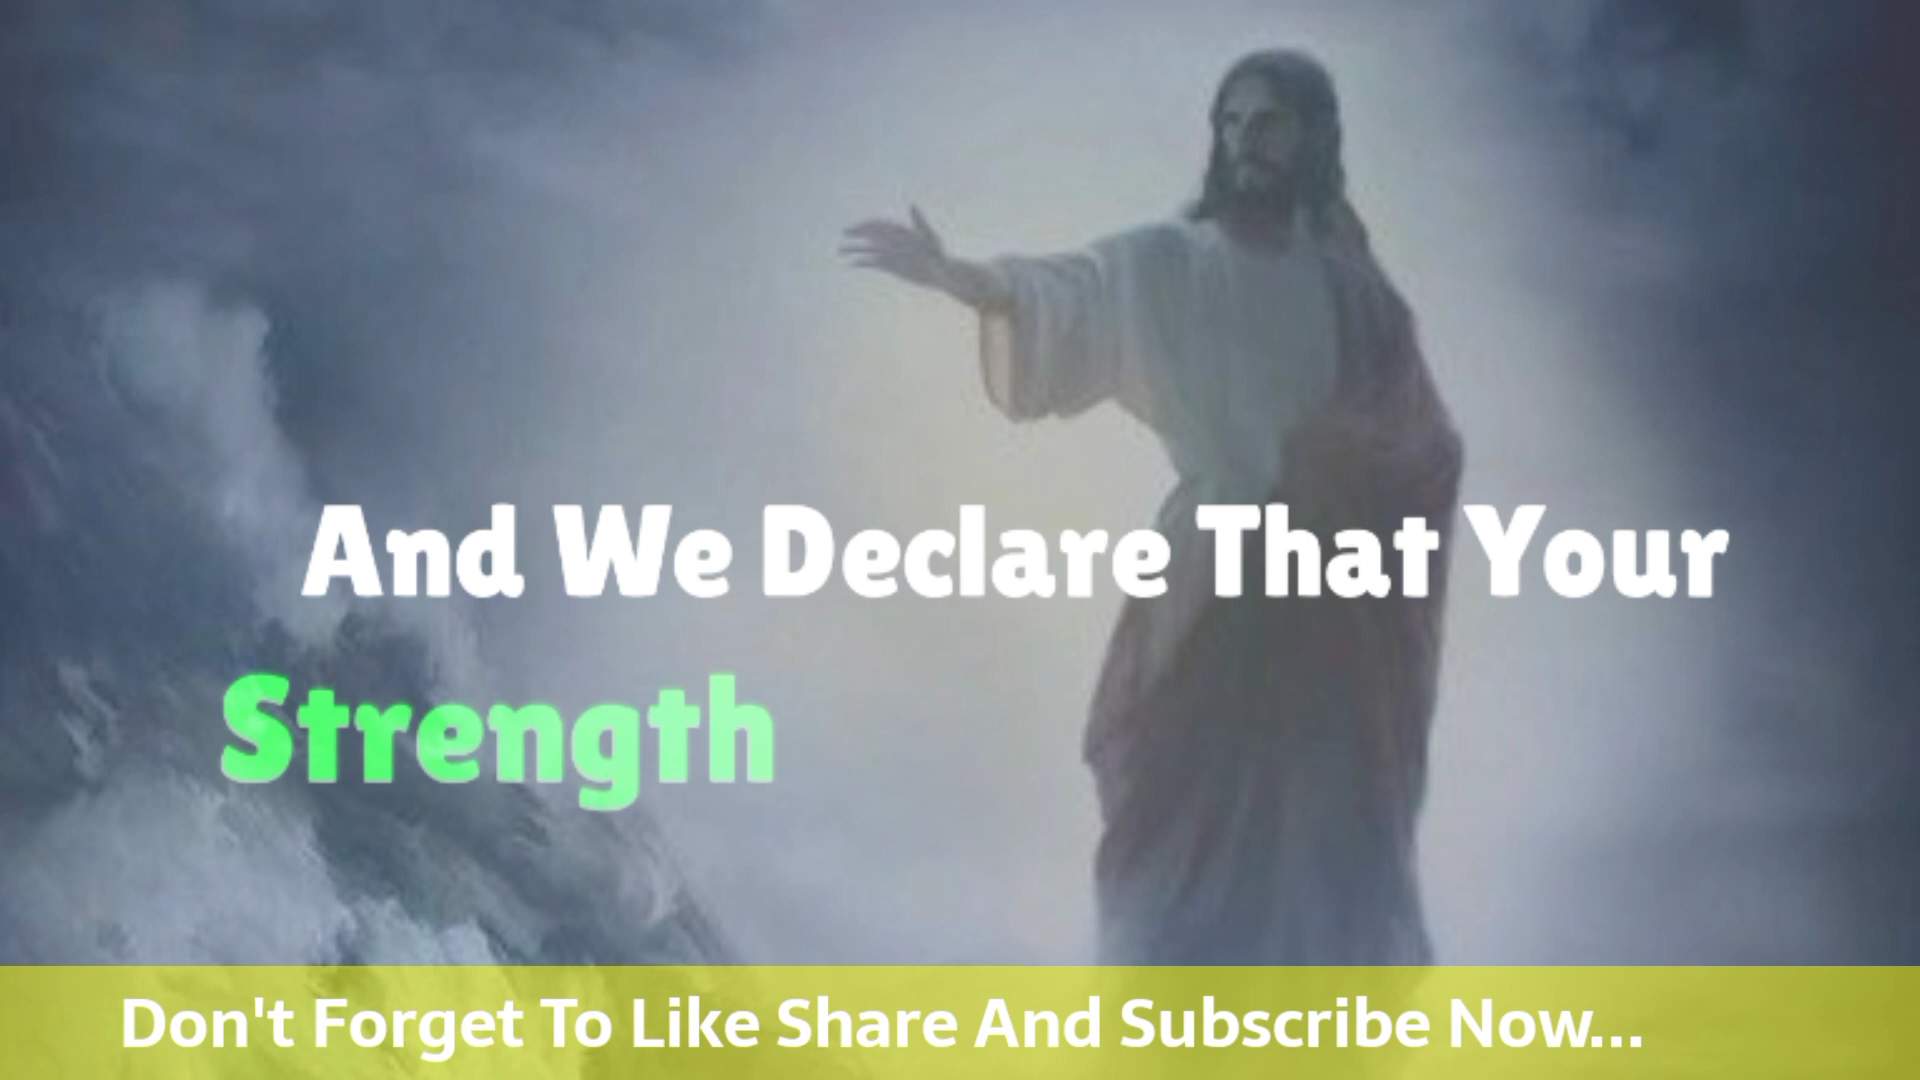 And We Declare That Your
Strength
Don't Forget To Like Share And Subscribe Now...